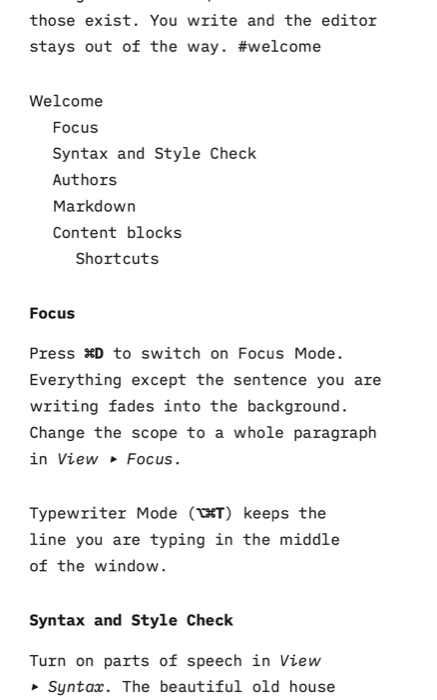 those exist. You write and the editor
stays out of the way. #welcome
Welcome
Focus
Syntax and Style Check
Authors
Markdown
Content blocks
Shortcuts
Focus
Press ⌘D to switch on Focus Mode.
Everything except the sentence you are
writing fades into the background.
Change the scope to a whole paragraph
in View ▸ Focus.
Typewriter Mode (⌥⌘T) keeps the
line you are typing in the middle
of the window.
Syntax and Style Check
Turn on parts of speech in View
▸ Syntax. The beautiful old house